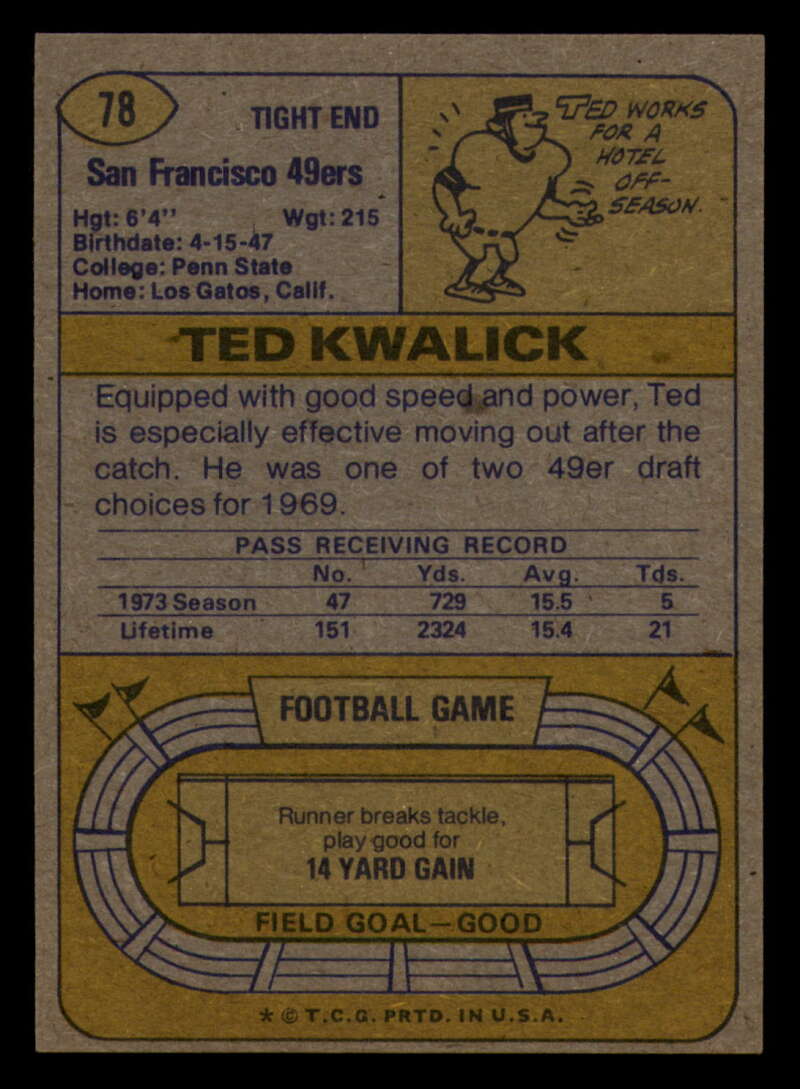 78
TIGHT END
San Francisco 49ers
Hgt: 6'4" Wgt: 215
Birthdate: 4-15-47
College: Penn State
Home: Los Gatos, Calif.
TED WORKS
FOR A
HOTEL
OFF-
SEASON.
TED KWALICK
Equipped with good speed and power, Ted
is especially effective moving out after the
catch. He was one of two 49er draft
choices for 1969.
PASS RECEIVING RECORD
No. Yds. Avg. Tds.
1973 Season 47 729 15.5 5
Lifetime 151 2324 15.4 21
FOOTBALL GAME
Runner breaks tackle,
play good for
14 YARD GAIN
FIELD GOAL—GOOD
* © T.C.G. PRTD. IN U.S.A.